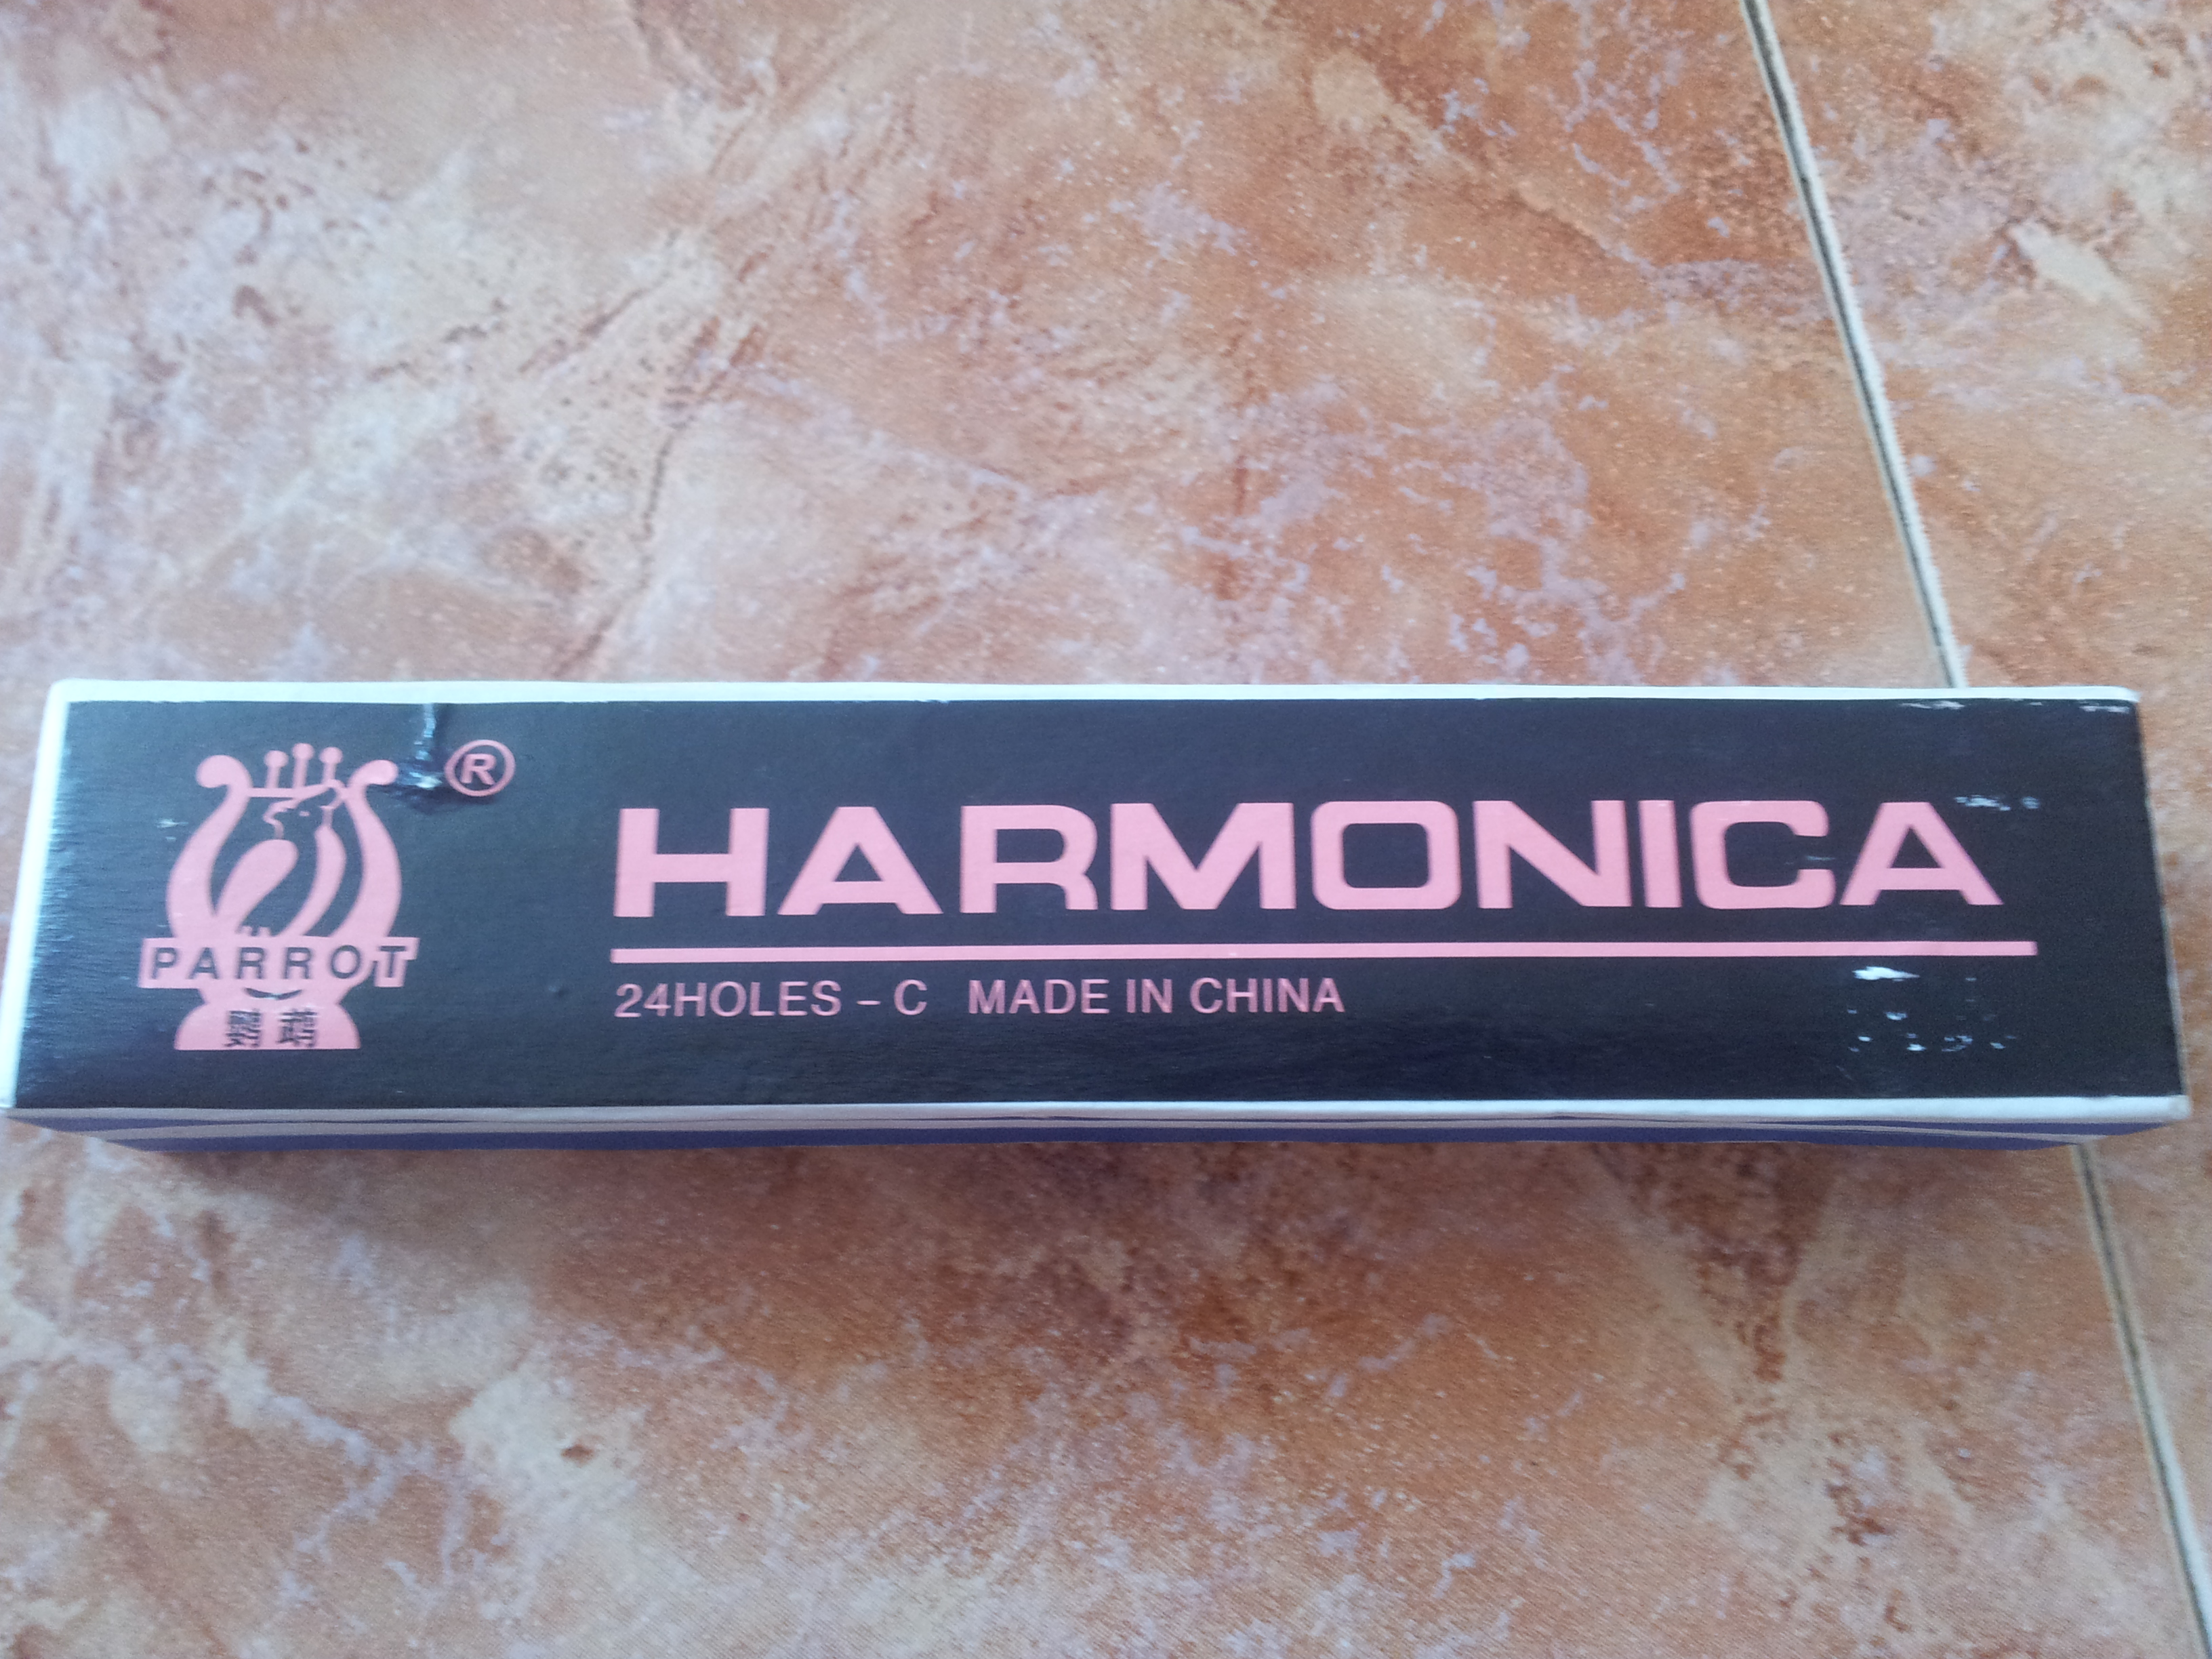 ®
HARMONICA
PARROT
24HOLES – C MADE IN CHINA
鹦鹉